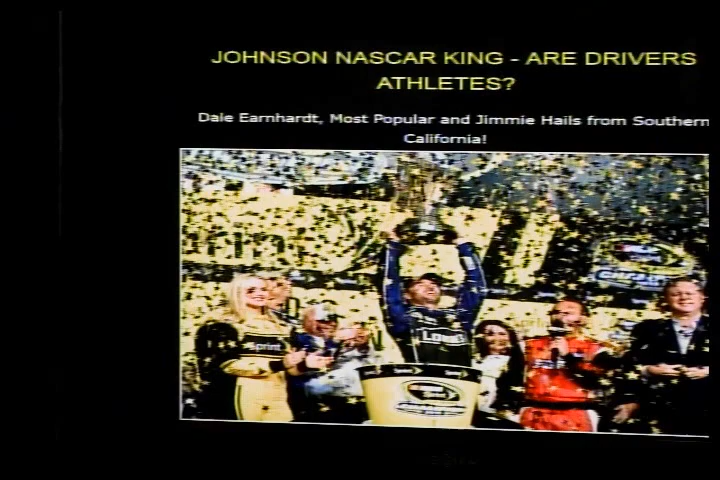 JOHNSON NASCAR KING - ARE DRIVERS
ATHLETES?
Dale Earnhardt, Most Popular and Jimmie Hails from Southern
California!
Sprint
LOWE'S